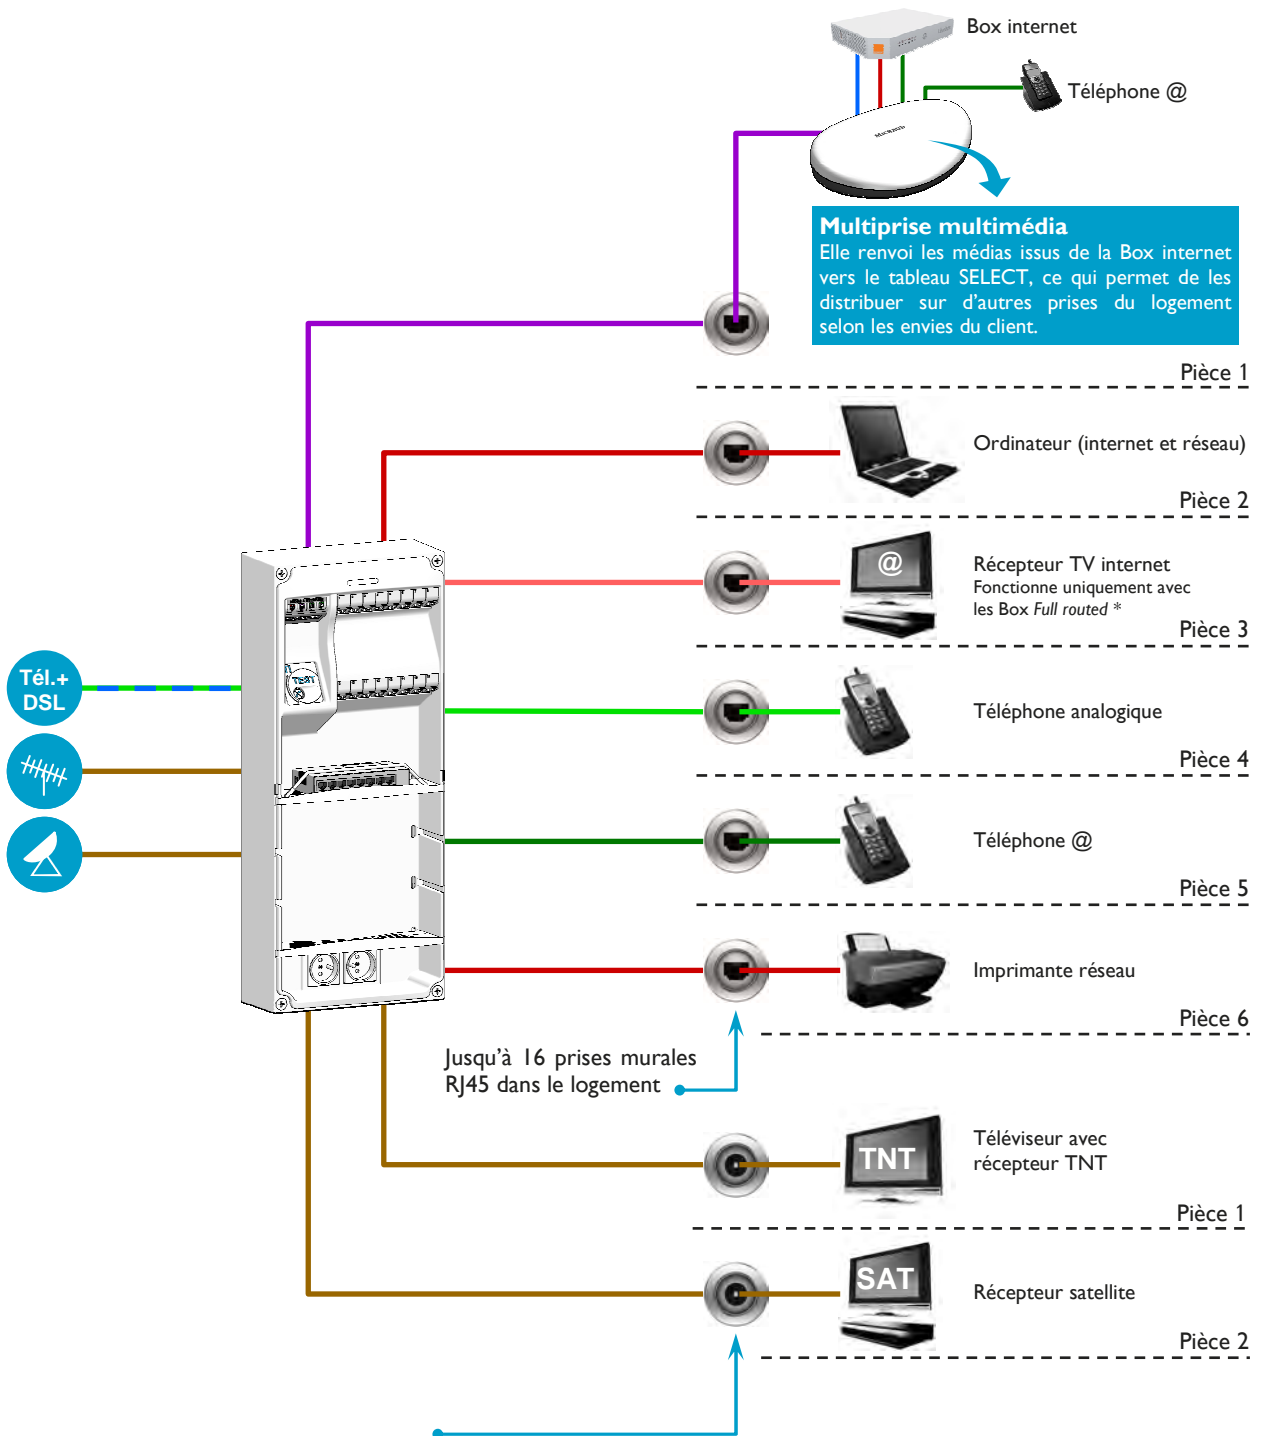 Box internet
Téléphone @
Multiprise multimédia
Elle renvoi les médias issus de la Box internet
vers le tableau SELECT, ce qui permet de les
distribuer sur d'autres prises du logement
selon les envies du client.
Pièce 1
Ordinateur (internet et réseau)
Pièce 2
@
Récepteur TV internet
Fonctionne uniquement avec
les Box Full routed *
Pièce 3
Tél.+
DSL
TEST
Téléphone analogique
Pièce 4
Téléphone @
Pièce 5
Imprimante réseau
Pièce 6
Jusqu'à 16 prises murales
RJ45 dans le logement
TNT
Téléviseur avec
récepteur TNT
Pièce 1
SAT
Récepteur satellite
Pièce 2